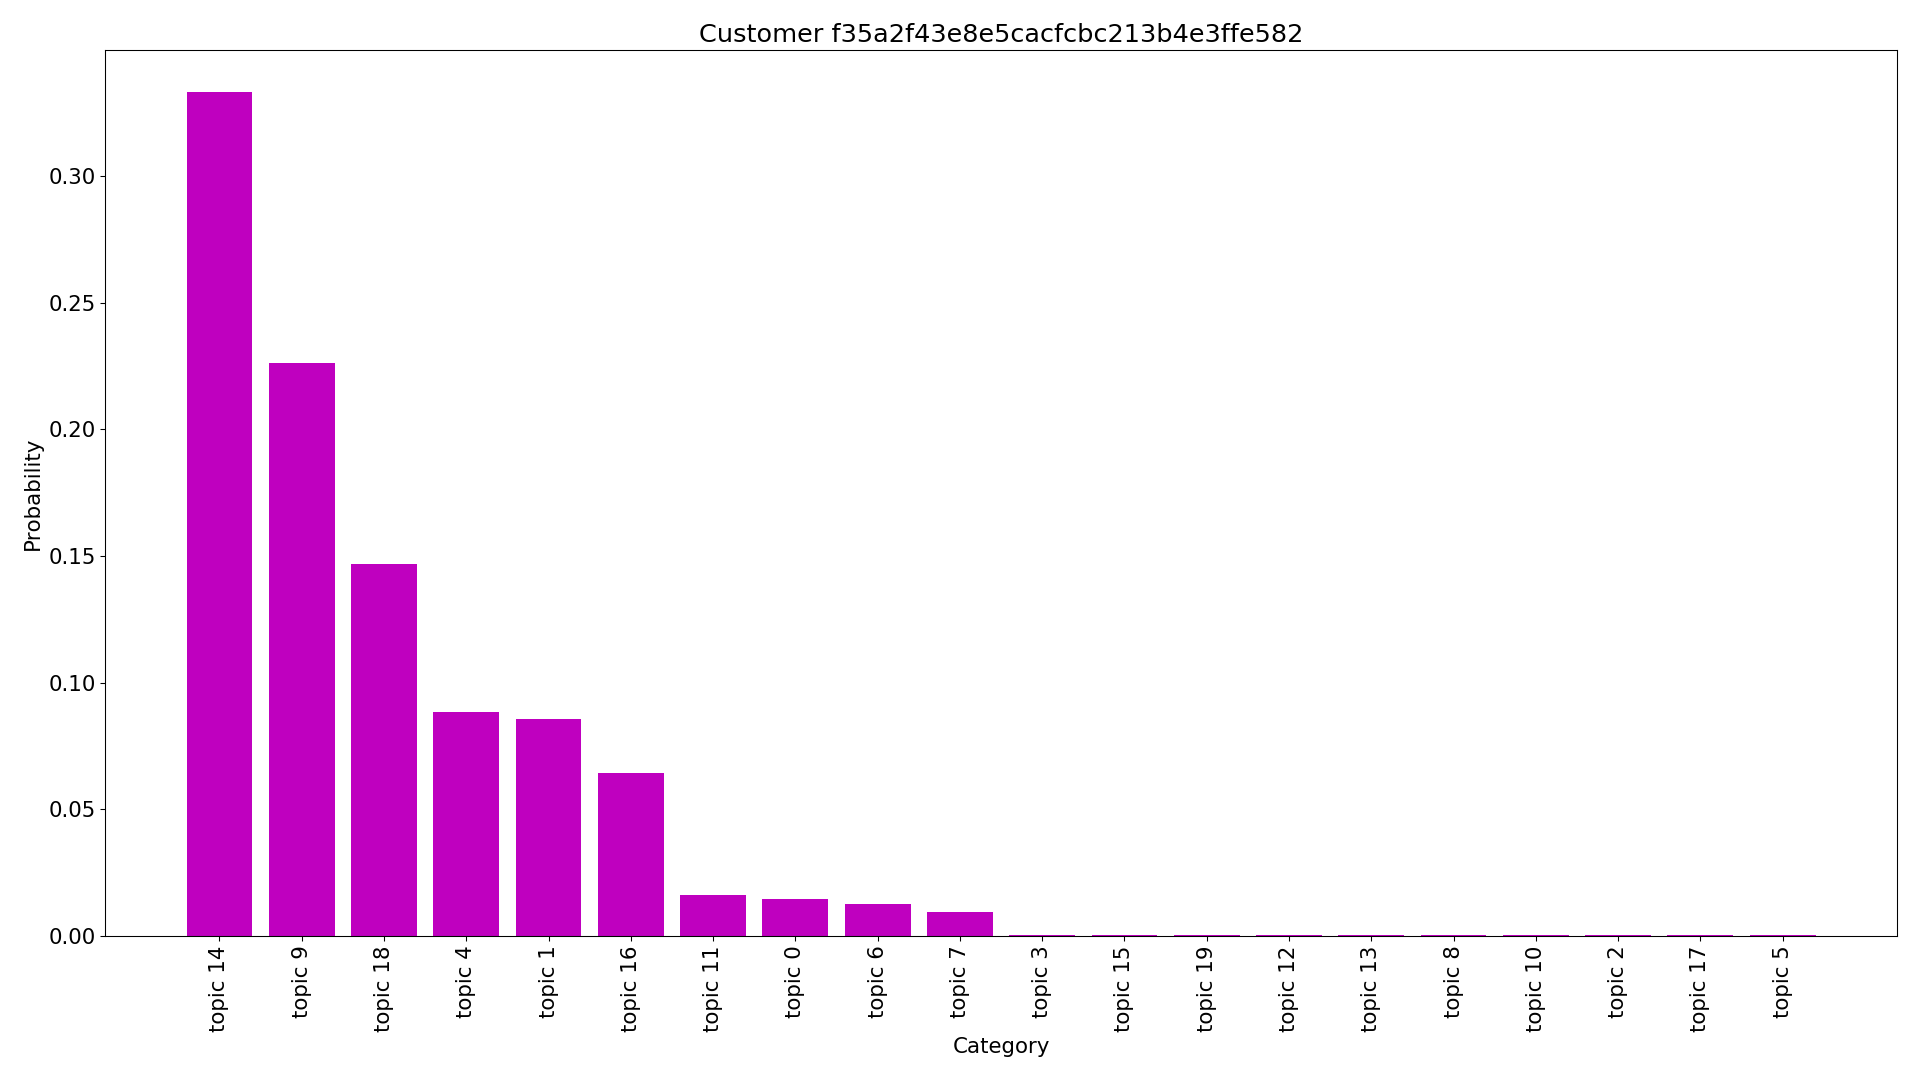 Customer f35a2f43e8e5cacfcbc213b4e3ffe582
Probability
0.30
0.25
0.20
0.15
0.10
0.05
0.00
topic 14
topic 9
topic 18
topic 4
topic 1
topic 16
topic 11
topic 0
topic 6
topic 7
topic 3
topic 15
topic 19
topic 12
topic 13
topic 8
topic 10
topic 2
topic 17
topic 5
Category